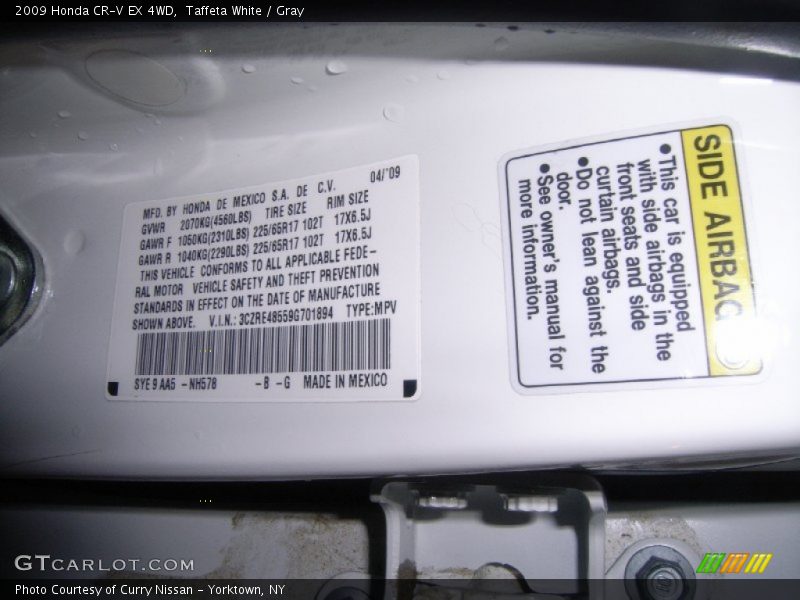 2009 Honda CR-V EX 4WD, Taffeta White / Gray
04/'09
MFD. BY HONDA DE MEXICO S.A. DE C.V.
GVWR 2070KG(4560LBS) TIRE SIZE RIM SIZE
GAWR F 1050KG(2310LBS) 225/65R17 102T 17X6.5J
GAWR R 1040KG(2290LBS) 225/65R17 102T 17X6.5J
THIS VEHICLE CONFORMS TO ALL APPLICABLE FEDE-
RAL MOTOR VEHICLE SAFETY AND THEFT PREVENTION
STANDARDS IN EFFECT ON THE DATE OF MANUFACTURE
SHOWN ABOVE. V.I.N.: 3CZRE48559G701894 TYPE:MPV
SYE 9 AA5 -NH578 -B -G MADE IN MEXICO
SIDE AIRBAG
●This car is equipped
with side airbags in the
front seats and side
curtain airbags.
●Do not lean against the
door.
●See owner's manual for
more information.
GTCARLOT.COM
Photo Courtesy of Curry Nissan - Yorktown, NY